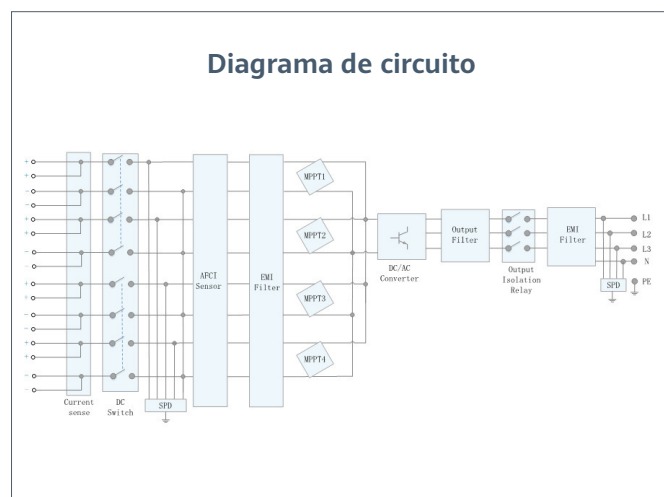 Diagrama de circuito
+
+
−
−
+
+
−
−
+
+
−
−
+
+
−
−
Current
sense
DC
Switch
SPD
AFCI
Sensor
EMI
Filter
MPPT1
MPPT2
MPPT3
MPPT4
DC/AC
Converter
Output
Filter
Output
Isolation
Relay
EMI
Filter
SPD
L1
L2
L3
N
PE